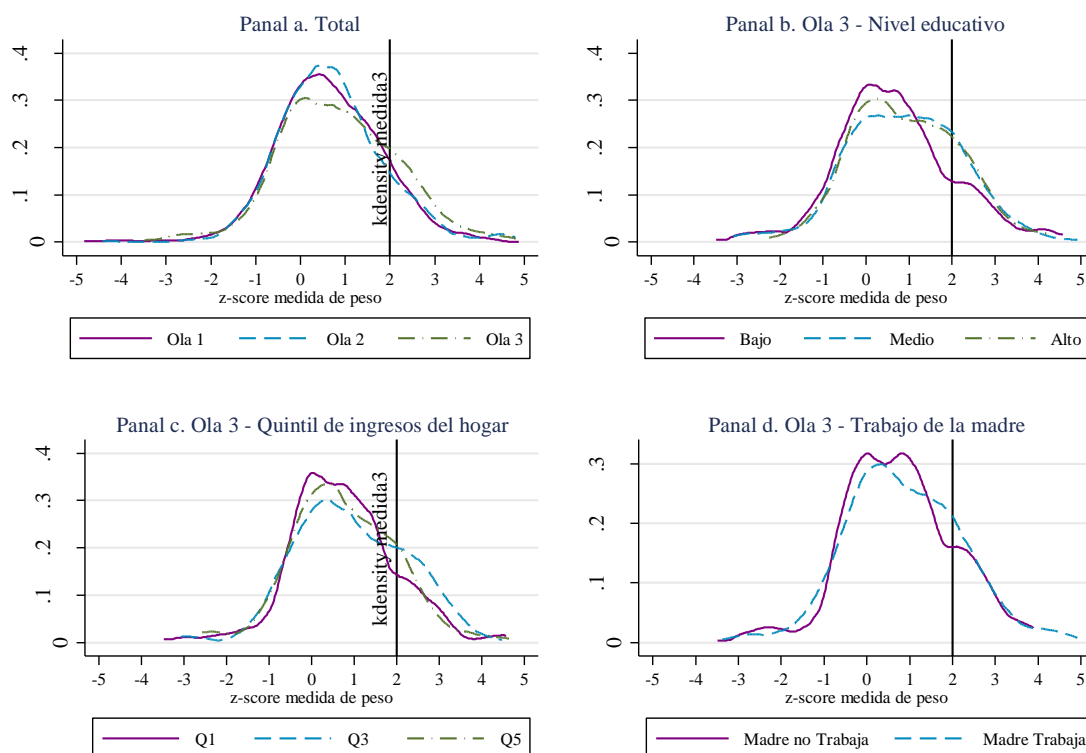 Panal a. Total
.4
.3
.2
.1
0
kdensity medida3
-5 -4 -3 -2 -1 0 1 2 3 4 5
z-score medida de peso
Ola 1 Ola 2 Ola 3
Panal b. Ola 3 - Nivel educativo
.4
.3
.2
.1
0
-5 -4 -3 -2 -1 0 1 2 3 4 5
z-score medida de peso
Bajo Medio Alto
Panal c. Ola 3 - Quintil de ingresos del hogar
.4
.3
.2
.1
0
kdensity medida3
-5 -4 -3 -2 -1 0 1 2 3 4 5
z-score medida de peso
Q1 Q3 Q5
Panal d. Ola 3 - Trabajo de la madre
.3
.2
.1
0
-5 -4 -3 -2 -1 0 1 2 3 4 5
z-score medida de peso
Madre no Trabaja Madre Trabaja